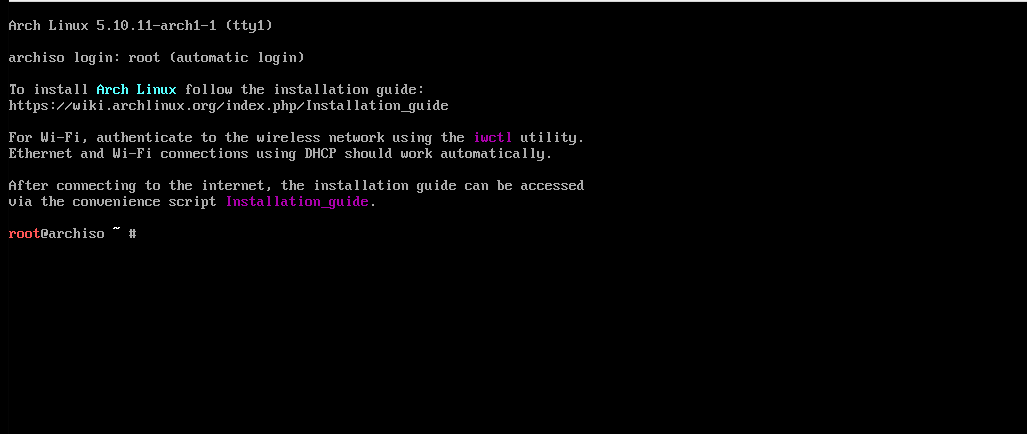 Arch Linux 5.10.11-arch1-1 (tty1)
archiso login: root (automatic login)
To install Arch Linux follow the installation guide:
https://wiki.archlinux.org/index.php/Installation_guide
For Wi-Fi, authenticate to the wireless network using the iwctl utility.
Ethernet and Wi-Fi connections using DHCP should work automatically.
After connecting to the internet, the installation guide can be accessed
via the convenience script Installation_guide.
root@archiso ~ #